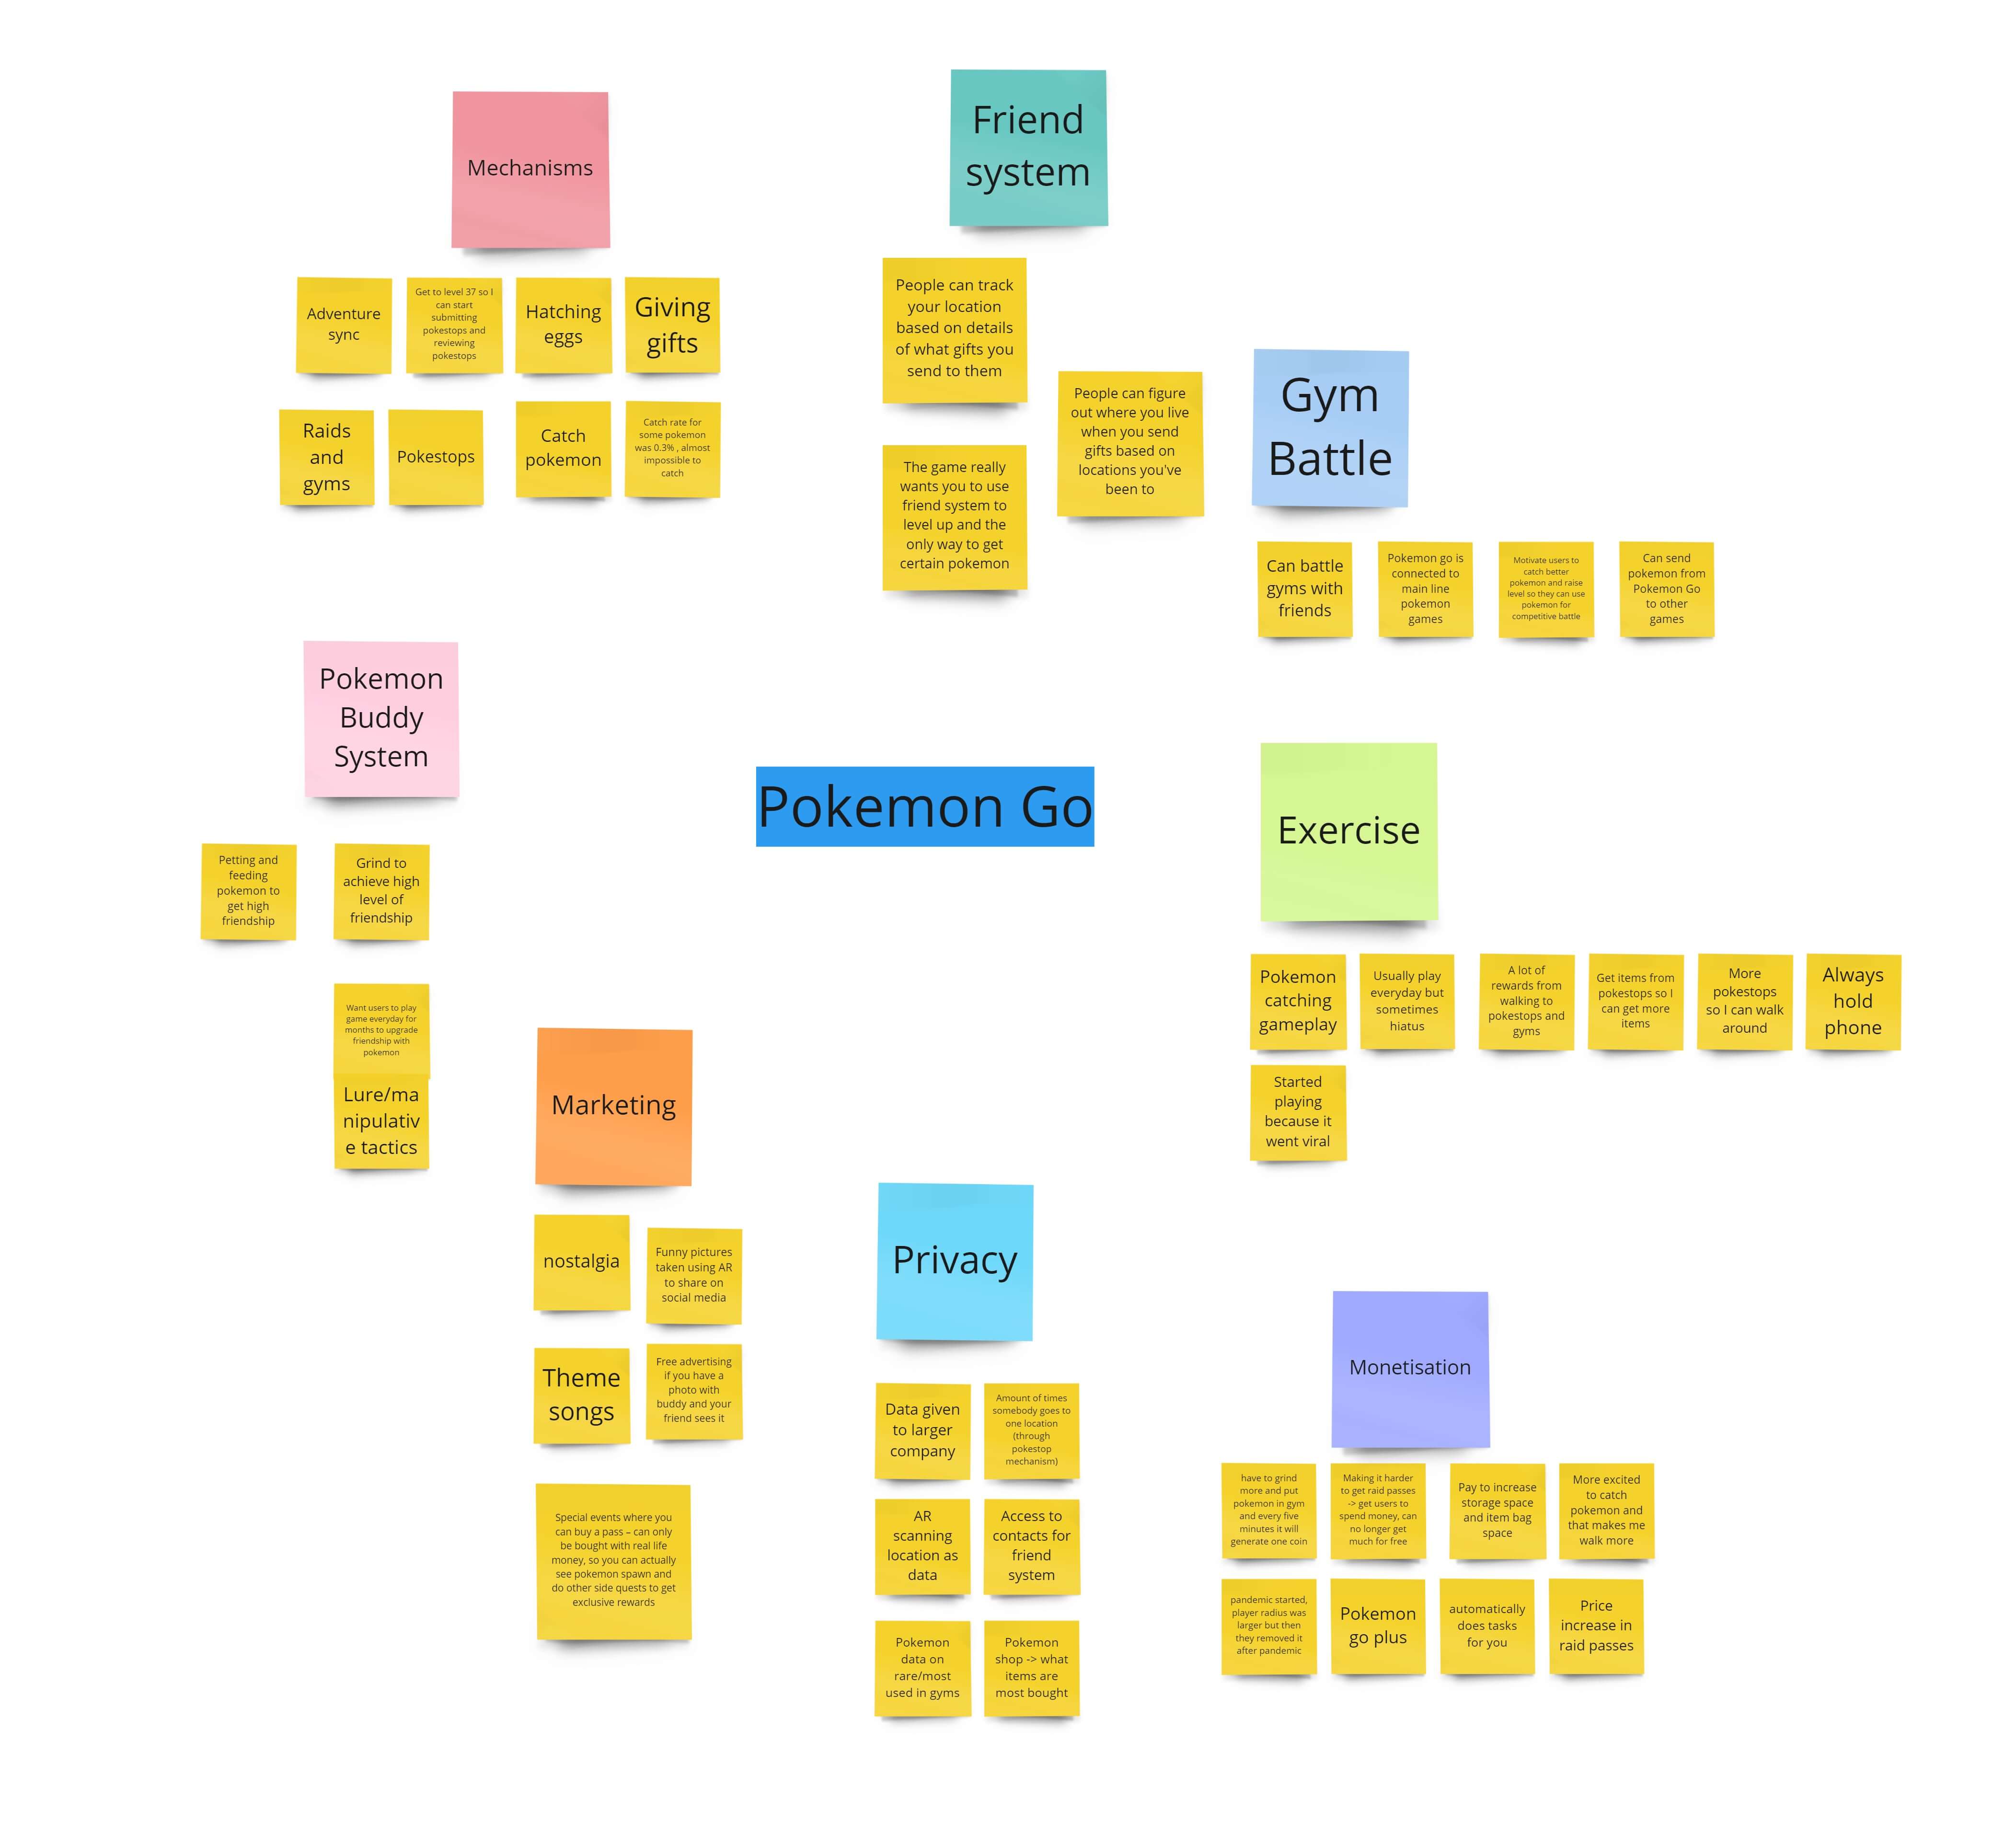 Mechanisms
Adventure
sync
Get to level 37 so I
can start
submitting
pokestops and
reviewing
pokestops
Hatching
eggs
Giving
gifts
Raids
and
gyms
Pokestops
Catch
pokemon
Catch rate for
some pokemon
was 0.3% , almost
impossible to
catch
Friend
system
People can track
your location
based on details
of what gifts you
send to them
People can figure
out where you live
when you send
gifts based on
locations you've
been to
The game really
wants you to use
friend system to
level up and the
only way to get
certain pokemon
Gym
Battle
Can battle
gyms with
friends
Pokemon go is
connected to
main line
pokemon
games
Motivate users to
catch better
pokemon and raise
level so they can use
pokemon for
competitive battle
Can send
pokemon from
Pokemon Go
to other
games
Pokemon
Buddy
System
Petting and
feeding
pokemon to
get high
friendship
Grind to
achieve high
level of
friendship
Want users to play
game everyday for
months to upgrade
friendship with
pokemon
Lure/ma
nipulativ
e tactics
Pokemon Go
Exercise
Pokemon
catching
gameplay
Usually play
everyday but
sometimes
hiatus
A lot of
rewards from
walking to
pokestops and
gyms
Get items from
pokestops so I
can get more
items
More
pokestops
so I can walk
around
Always
hold
phone
Started
playing
because it
went viral
Marketing
nostalgia
Funny pictures
taken using AR
to share on
social media
Theme
songs
Free advertising
if you have a
photo with
buddy and your
friend sees it
Special events where you
can buy a pass – can only
be bought with real life
money, so you can actually
see pokemon spawn and
do other side quests to get
exclusive rewards
Privacy
Data given
to larger
company
Amount of times
somebody goes to
one location
(through
pokestop
mechanism)
AR
scanning
location as
data
Access to
contacts for
friend
system
Pokemon
data on
rare/most
used in gyms
Pokemon
shop -> what
items are
most bought
Monetisation
have to grind
more and put
pokemon in gym
and every five
minutes it will
generate one coin
Making it harder
to get raid passes
-> get users to
spend money, can
no longer get
much for free
Pay to increase
storage space
and item bag
space
More excited
to catch
pokemon and
that makes me
walk more
pandemic started,
player radius was
larger but then
they removed it
after pandemic
Pokemon
go plus
automatically
does tasks
for you
Price
increase in
raid passes